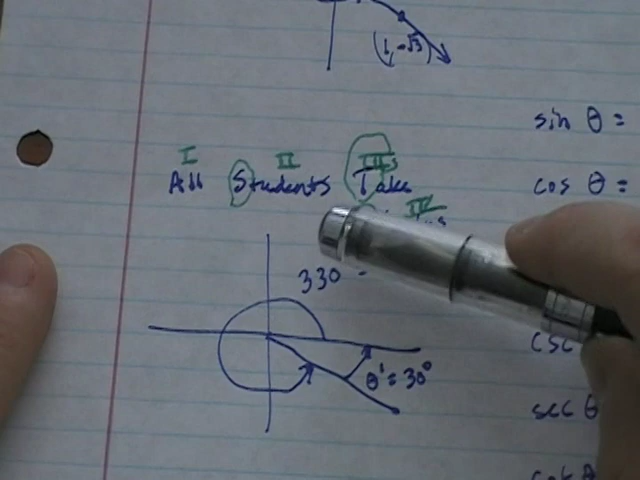 (1, -√3)
sin θ =
I II III
All Students Take
cos θ =
IV
330
csc
θ' = 30°
sec θ